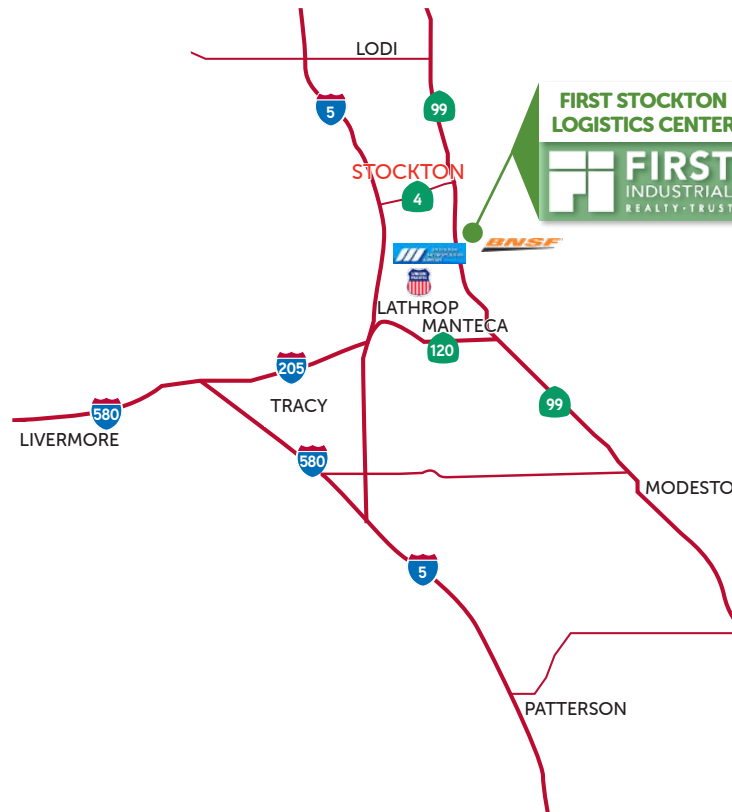 LODI
5
99
FIRST STOCKTON
LOGISTICS CENTER
FIRST
INDUSTRIAL
REALTY·TRUST
STOCKTON
4
BNSF
LATHROP
MANTECA
120
205
TRACY
99
580
LIVERMORE
580
MODESTO
5
PATTERSON